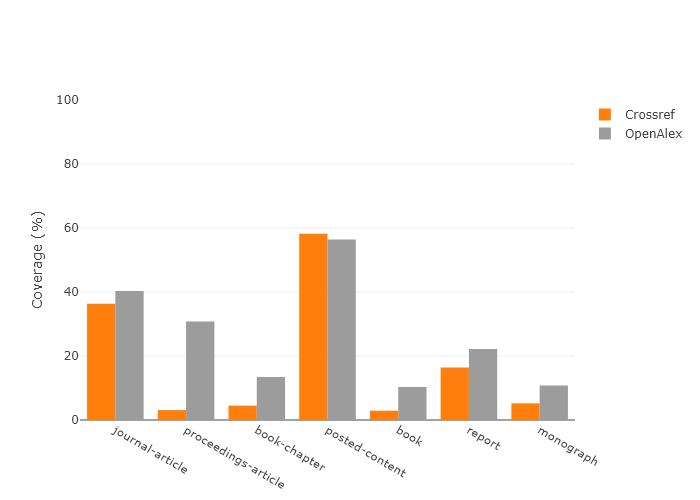 100
80
60
40
20
0
Coverage (%)
journal-article
proceedings-article
book-chapter
posted-content
book
report
monograph
Crossref
OpenAlex